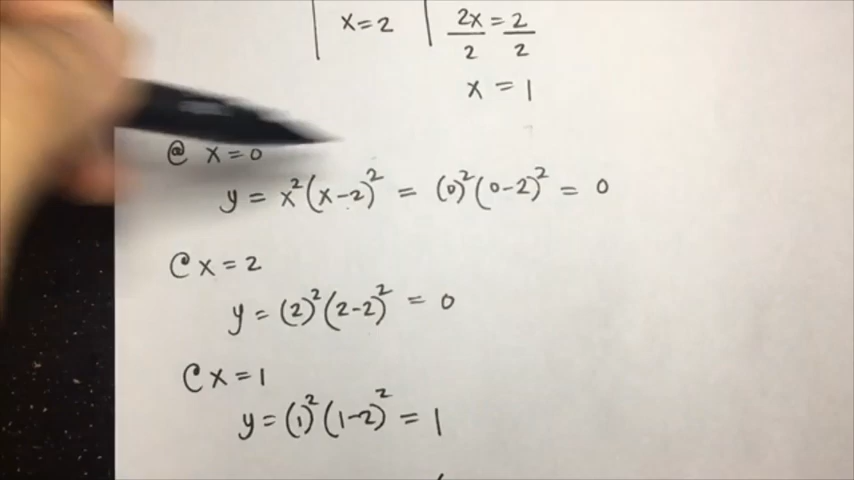 x=2 | 2x/2 = 2/2
x = 1
@ x=0
y = x²(x-2)² = (0)²(0-2)² = 0
@ x=2
y = (2)²(2-2)² = 0
@ x=1
y = (1)²(1-2)² = 1